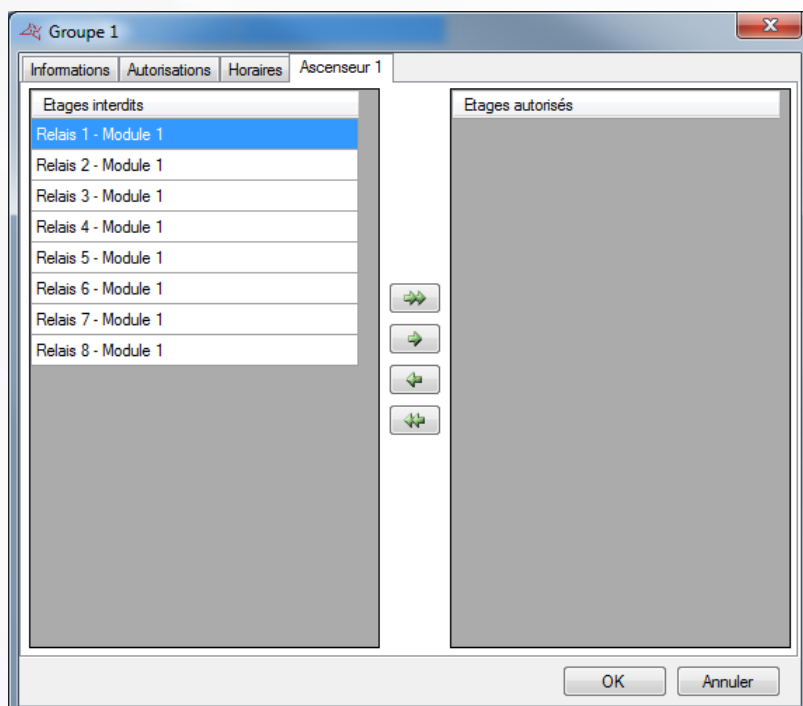 Groupe 1
Informations Autorisations Horaires Ascenseur 1
Etages interdits
Relais 1 - Module 1
Relais 2 - Module 1
Relais 3 - Module 1
Relais 4 - Module 1
Relais 5 - Module 1
Relais 6 - Module 1
Relais 7 - Module 1
Relais 8 - Module 1
Etages autorisés
OK Annuler